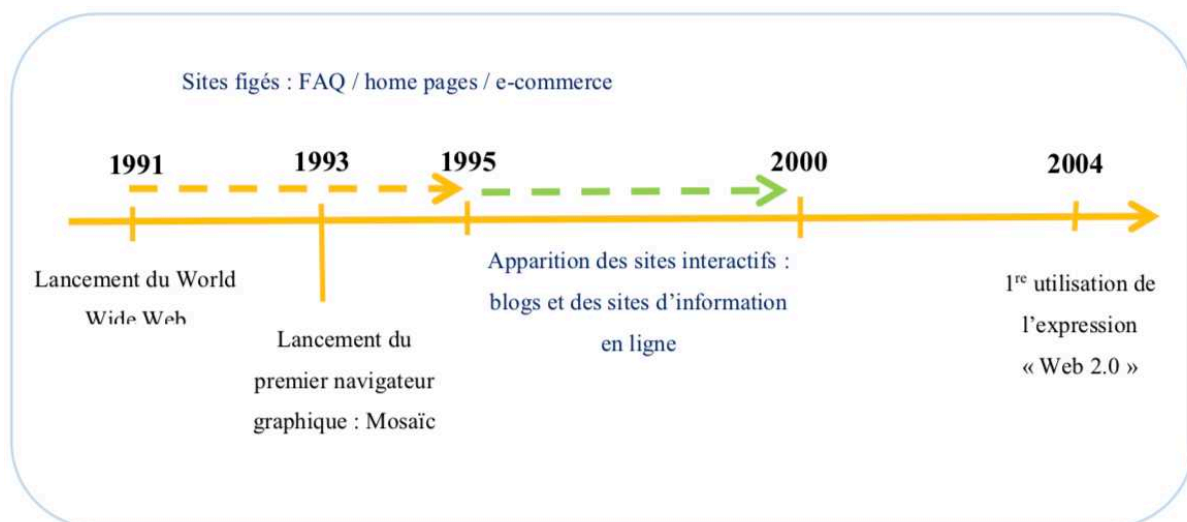 Sites figés : FAQ / home pages / e-commerce
1991 1993 1995 2000 2004
Lancement du World
Wide Web
Lancement du
premier navigateur
graphique : Mosaïc
Apparition des sites interactifs :
blogs et des sites d’information
en ligne
1re utilisation de
l’expression
« Web 2.0 »